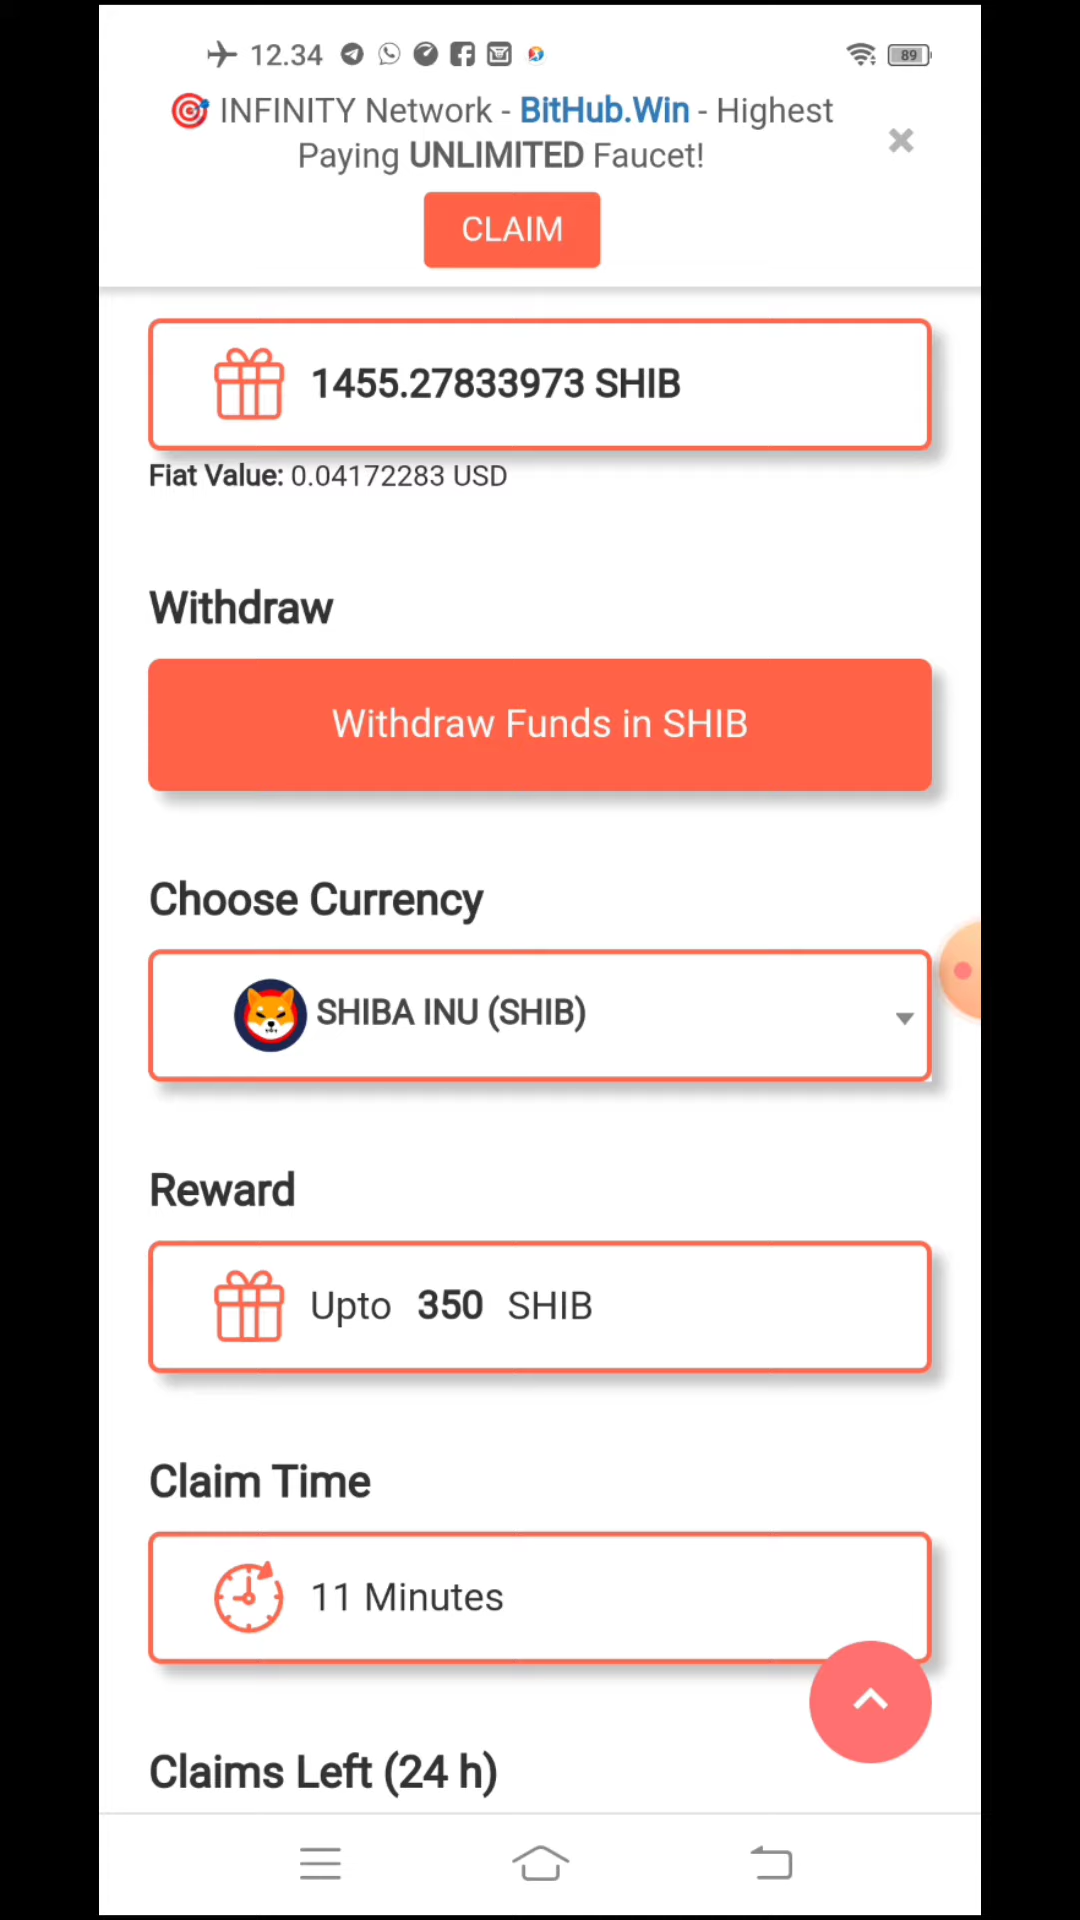 12.34
89
INFINITY Network - BitHub.Win - Highest
Paying UNLIMITED Faucet!
CLAIM
1455.27833973 SHIB
Fiat Value: 0.04172283 USD
Withdraw
Withdraw Funds in SHIB
Choose Currency
SHIBA INU (SHIB)
Reward
Upto 350 SHIB
Claim Time
11 Minutes
Claims Left (24 h)